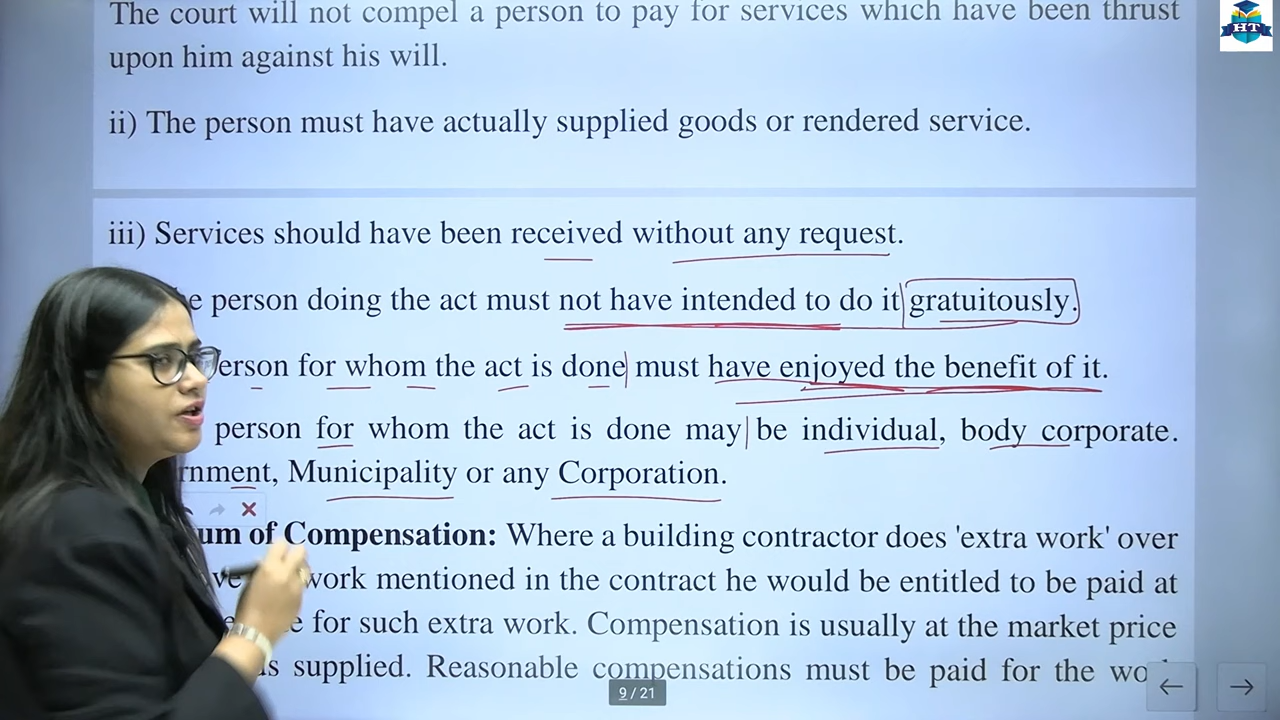 The court will not compel a person to pay for services which have been thrust
upon him against his will.
HT
ii) The person must have actually supplied goods or rendered service.
iii) Services should have been received without any request.
person doing the act must not have intended to do it gratuitously.
for whom the act is done must have enjoyed the benefit of it.
person for whom the act is done may be individual, body corporate.
Municipality or any Corporation.
of Compensation: Where a building contractor does 'extra work' over
work mentioned in the contract he would be entitled to be paid at
for such extra work. Compensation is usually at the market price
supplied. Reasonable compensations must be paid for the
9 / 21